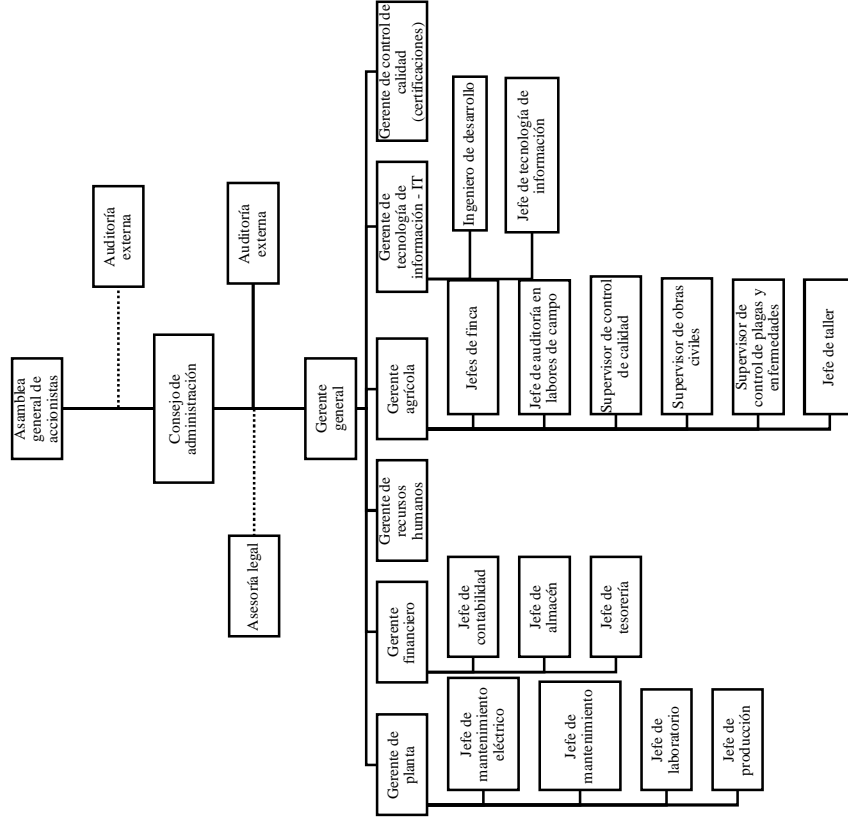 Asamblea
general de
accionistas
Auditoría
externa
Consejo de
administración
Asesoría legal
Auditoría
externa
Gerente
general
Gerente de
planta
Gerente
financiero
Gerente de
recursos
humanos
Gerente
agrícola
Gerente de
tecnología de
información - IT
Gerente de control de
calidad
(certificaciones)
Jefe de
mantenimiento
eléctrico
Jefe de
mantenimiento
Jefe de
laboratorio
Jefe de
producción
Jefe de
contabilidad
Jefe de
almacén
Jefe de
tesorería
Jefes de finca
Jefe de auditoría en
labores de campo
Supervisor de control
de calidad
Supervisor de obras
civiles
Supervisor de
control de plagas y
enfermedades
Jefe de taller
Ingeniero de desarrollo
Jefe de tecnología de
información